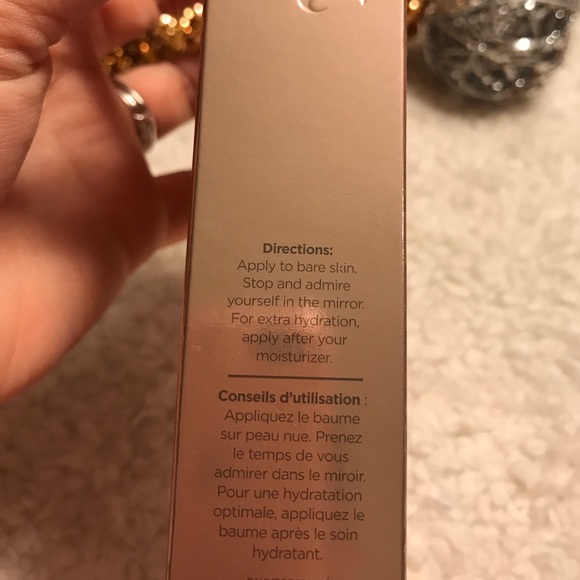 Directions:
Apply to bare skin.
Stop and admire
yourself in the mirror.
For extra hydration,
apply after your
moisturizer.
Conseils d'utilisation :
Appliquez le baume
sur peau nue. Prenez
le temps de vous
admirer dans le miroir.
Pour une hydratation
optimale, appliquez le
baume après le soin
hydratant.